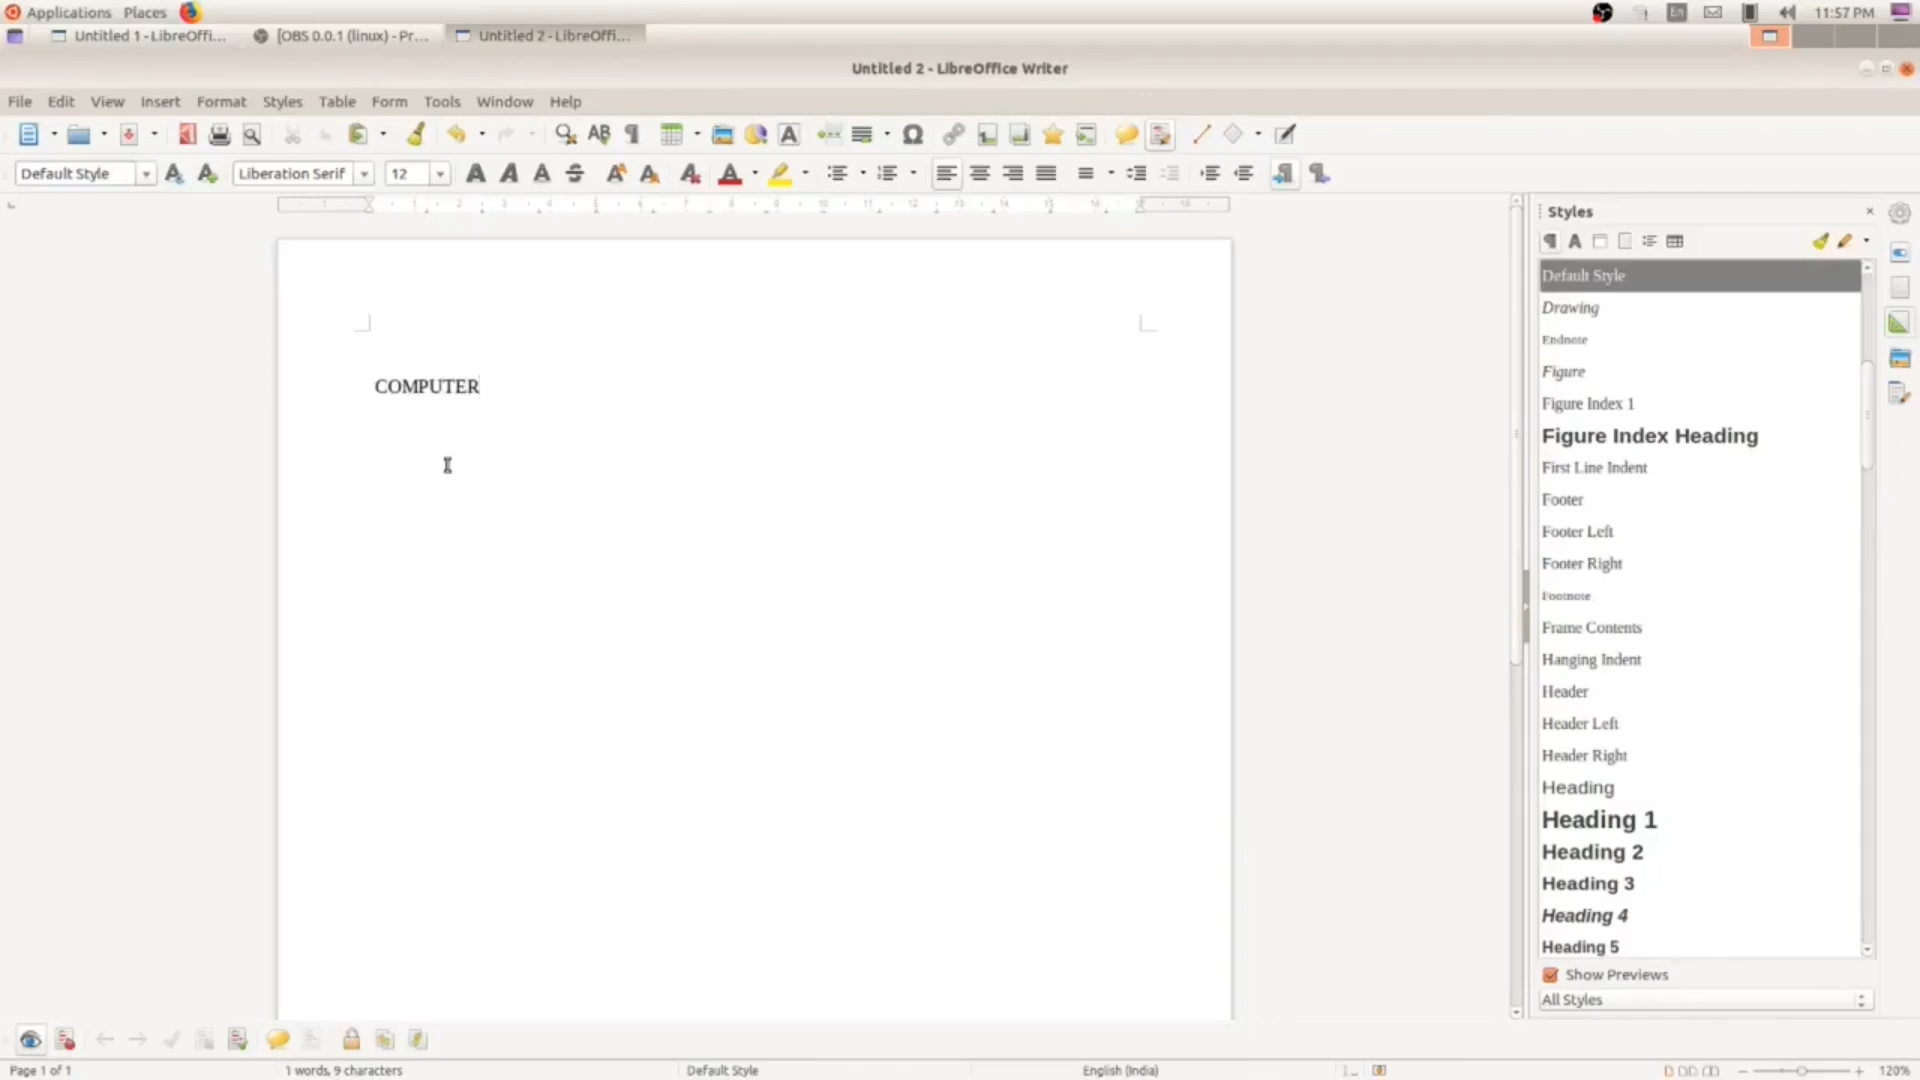 Applications Places En 11:57 PM
Untitled 1 - LibreOffi... [OBS 0.0.1 (linux) - Pr... Untitled 2 - LibreOffi...
Untitled 2 - LibreOffice Writer
File Edit View Insert Format Styles Table Form Tools Window Help
Default Style Liberation Serif 12
Styles
Default Style
Drawing
Endnote
Figure
Figure Index 1
Figure Index Heading
First Line Indent
Footer
Footer Left
Footer Right
Footnote
Frame Contents
Hanging Indent
Header
Header Left
Header Right
Heading
Heading 1
Heading 2
Heading 3
Heading 4
Heading 5
Show Previews
All Styles
COMPUTER
Page 1 of 1 1 words, 9 characters Default Style English (India) 120%